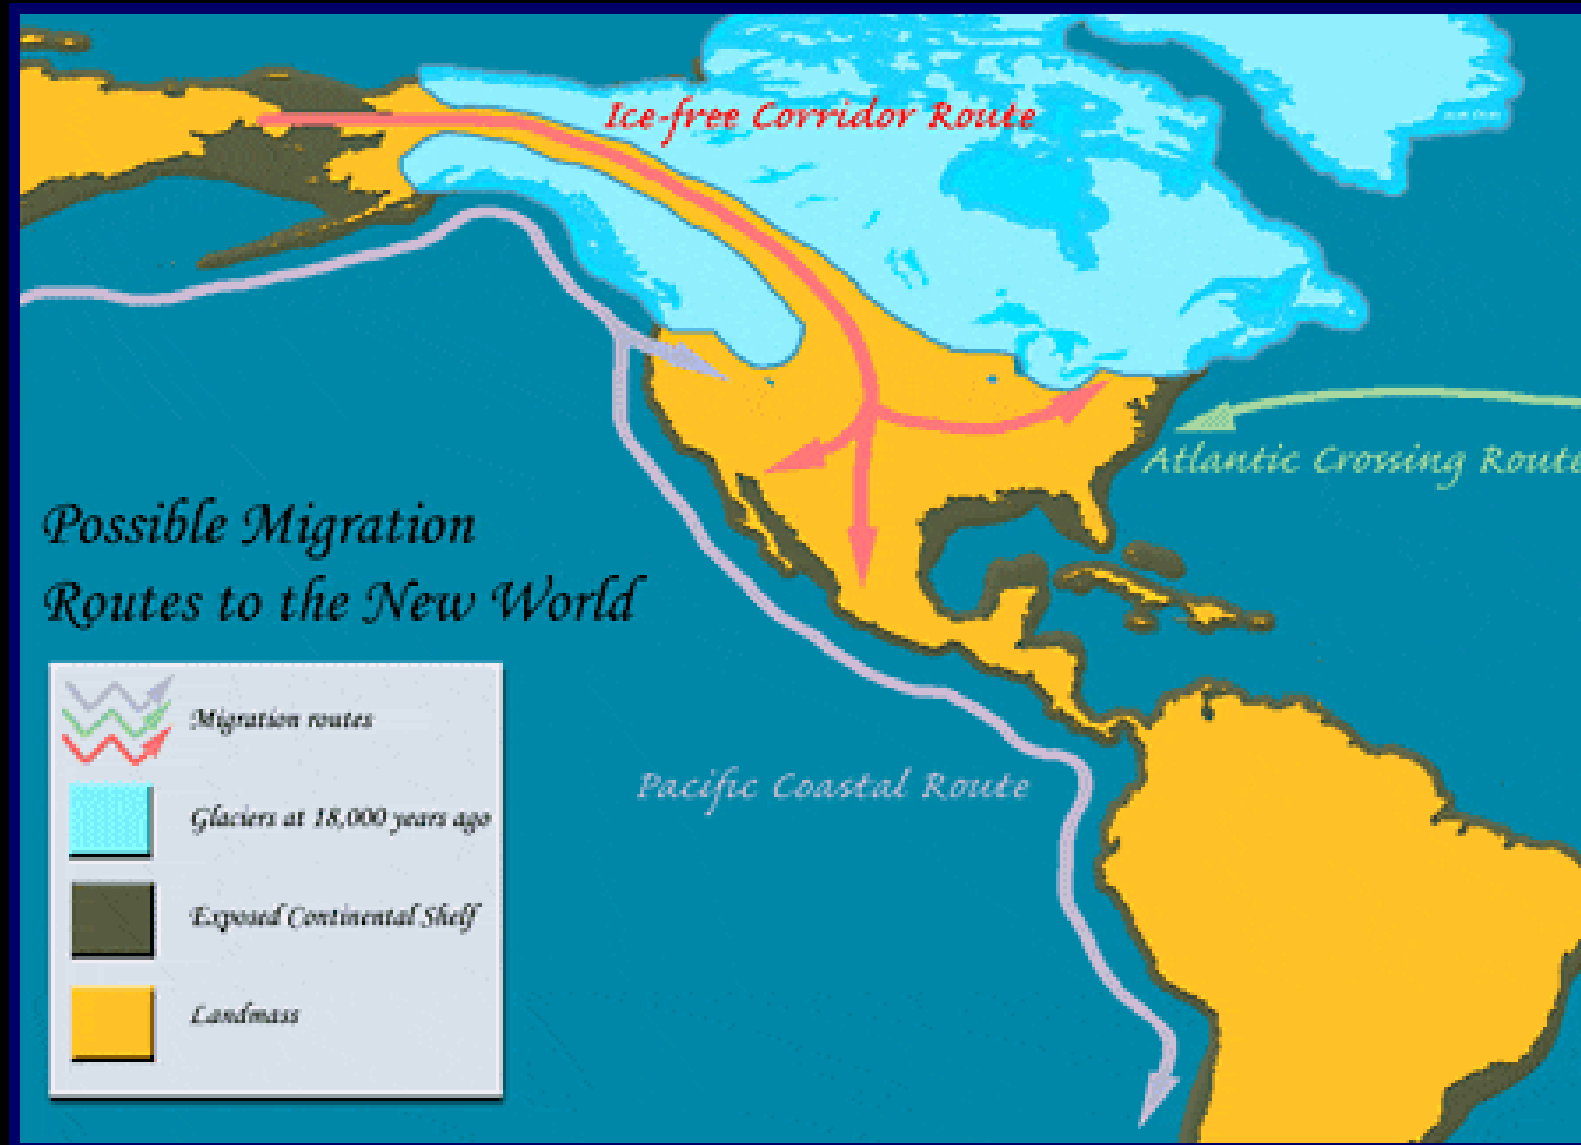 Ice-free Corridor Route
Atlantic Crossing Route
Possible Migration
Routes to the New World
Pacific Coastal Route
Migration routes
Glaciers at 18,000 years ago
Exposed Continental Shelf
Landmass